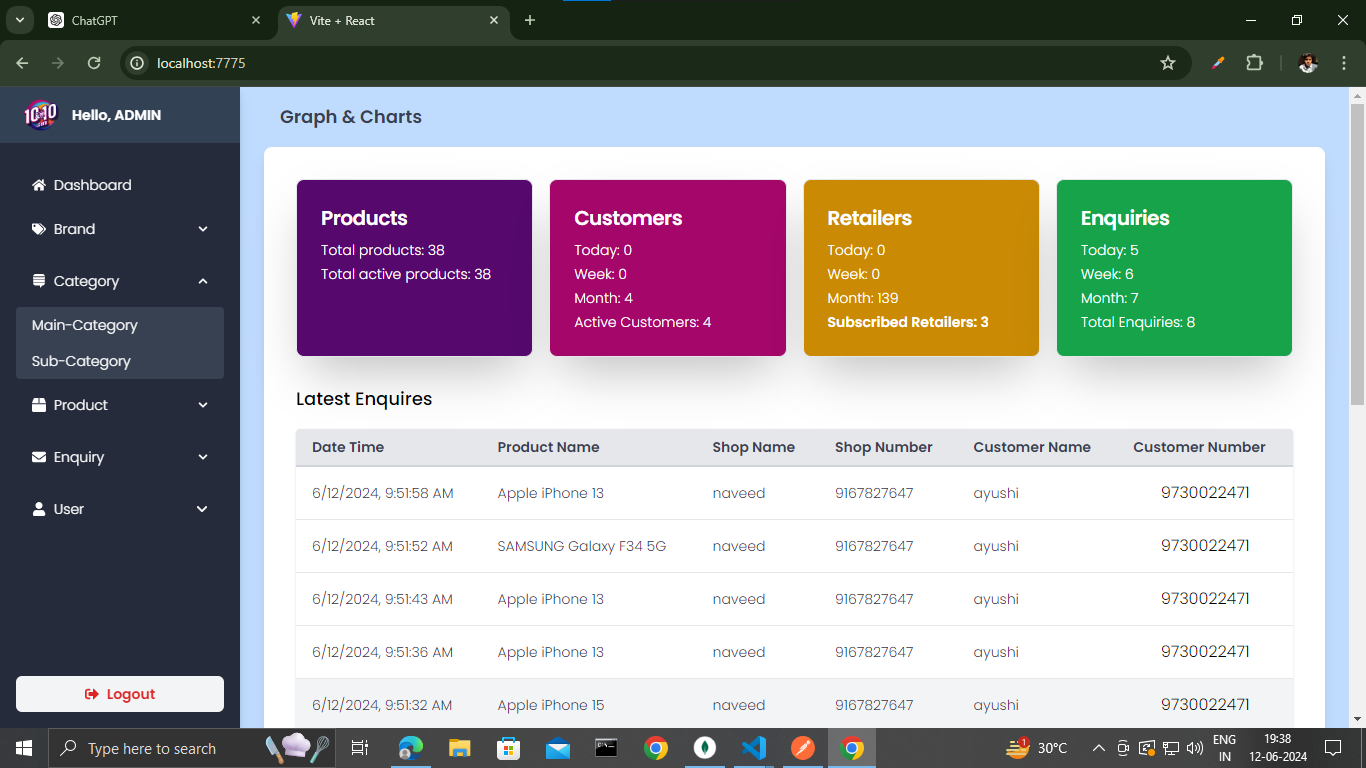 ChatGPT
Vite + React
localhost:7775
10:10
Hello, ADMIN
Dashboard
Brand
Category
Main-Category
Sub-Category
Product
Enquiry
User
Logout
Graph & Charts
Products
Total products: 38
Total active products: 38
Customers
Today: 0
Week: 0
Month: 4
Active Customers: 4
Retailers
Today: 0
Week: 0
Month: 139
Subscribed Retailers: 3
Enquiries
Today: 5
Week: 6
Month: 7
Total Enquiries: 8
Latest Enquires
Date Time Product Name Shop Name Shop Number Customer Name Customer Number
6/12/2024, 9:51:58 AM Apple iPhone 13 naveed 9167827647 ayushi 9730022471
6/12/2024, 9:51:52 AM SAMSUNG Galaxy F34 5G naveed 9167827647 ayushi 9730022471
6/12/2024, 9:51:43 AM Apple iPhone 13 naveed 9167827647 ayushi 9730022471
6/12/2024, 9:51:36 AM Apple iPhone 13 naveed 9167827647 ayushi 9730022471
6/12/2024, 9:51:32 AM Apple iPhone 15 naveed 9167827647 ayushi 9730022471
Type here to search
1
30°C
ENG
IN
19:38
12-06-2024